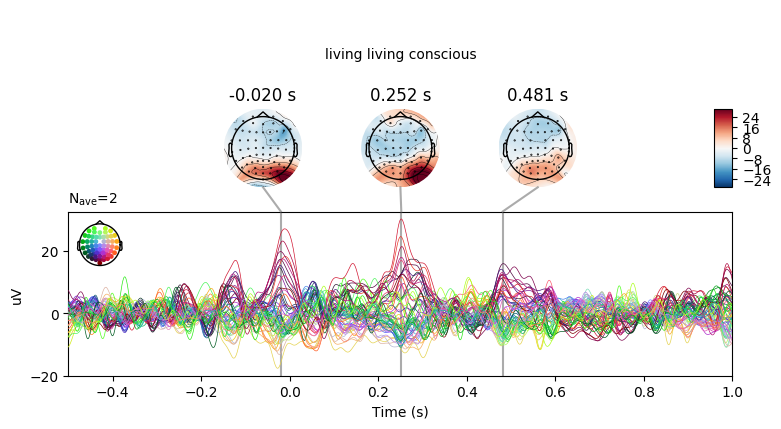 living living conscious
-0.020 s 0.252 s 0.481 s
24
16
8
0
−8
−16
−24
Nave=2
uV
20
0
−20
−0.4 −0.2 0.0 0.2 0.4 0.6 0.8 1.0
Time (s)